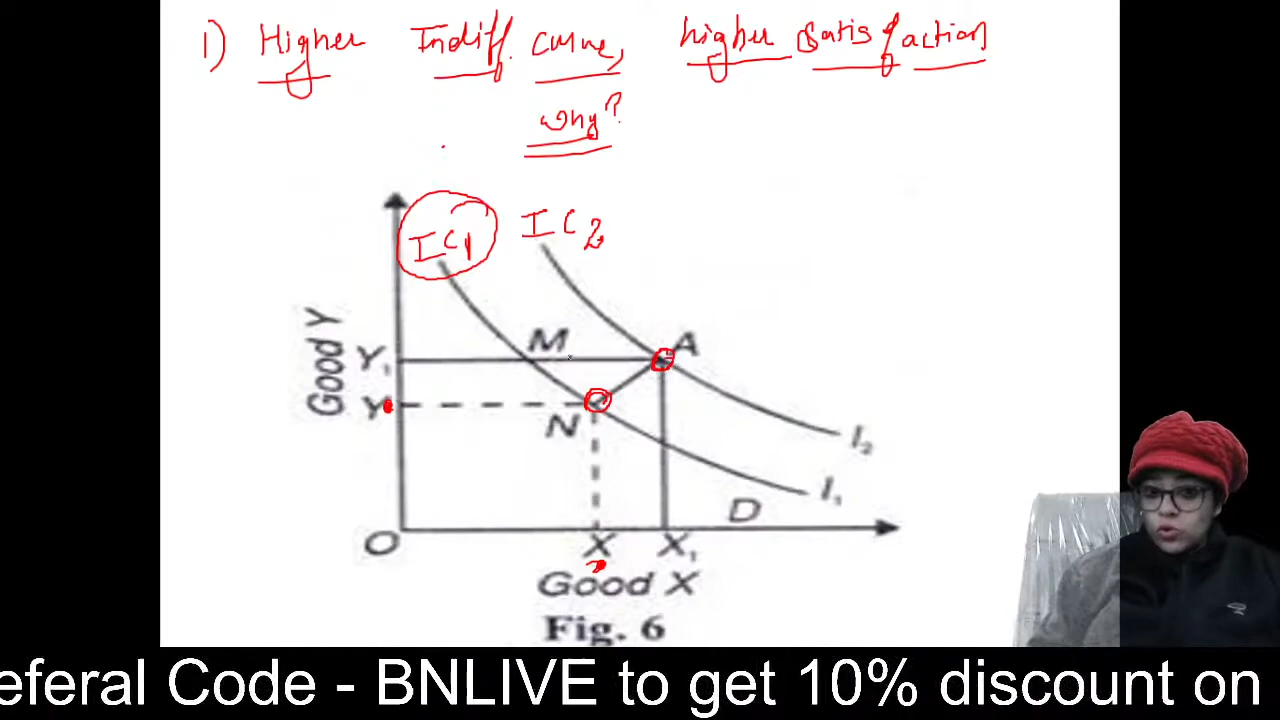 1) Higher Indiff. curve, higher satisfaction
why?
IC1 IC2
Good Y
M A
Y1
Y
N
I2
I1
D
O X X1
Good X
Fig. 6
eferal Code - BNLIVE to get 10% discount on